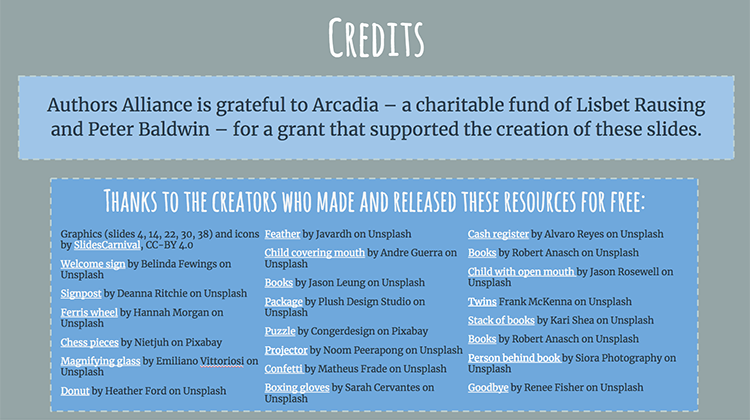 Credits
Authors Alliance is grateful to Arcadia – a charitable fund of Lisbet Rausing
and Peter Baldwin – for a grant that supported the creation of these slides.
Thanks to the creators who made and released these resources for free:
Graphics (slides 4, 14, 22, 30, 38) and icons
by SlidesCarnival, CC-BY 4.0
Welcome sign by Belinda Fewings on
Unsplash
Signpost by Deanna Ritchie on Unsplash
Ferris wheel by Hannah Morgan on
Unsplash
Chess pieces by Nietjuh on Pixabay
Magnifying glass by Emiliano Vittoriosi on
Unsplash
Donut by Heather Ford on Unsplash
Feather by Javardh on Unsplash
Child covering mouth by Andre Guerra on
Unsplash
Books by Jason Leung on Unsplash
Package by Plush Design Studio on
Unsplash
Puzzle by Congerdesign on Pixabay
Projector by Noom Peerapong on Unsplash
Confetti by Matheus Frade on Unsplash
Boxing gloves by Sarah Cervantes on
Unsplash
Cash register by Alvaro Reyes on Unsplash
Books by Robert Anasch on Unsplash
Child with open mouth by Jason Rosewell on
Unsplash
Twins Frank McKenna on Unsplash
Stack of books by Kari Shea on Unsplash
Books by Robert Anasch on Unsplash
Person behind book by Siora Photography on
Unsplash
Goodbye by Renee Fisher on Unsplash